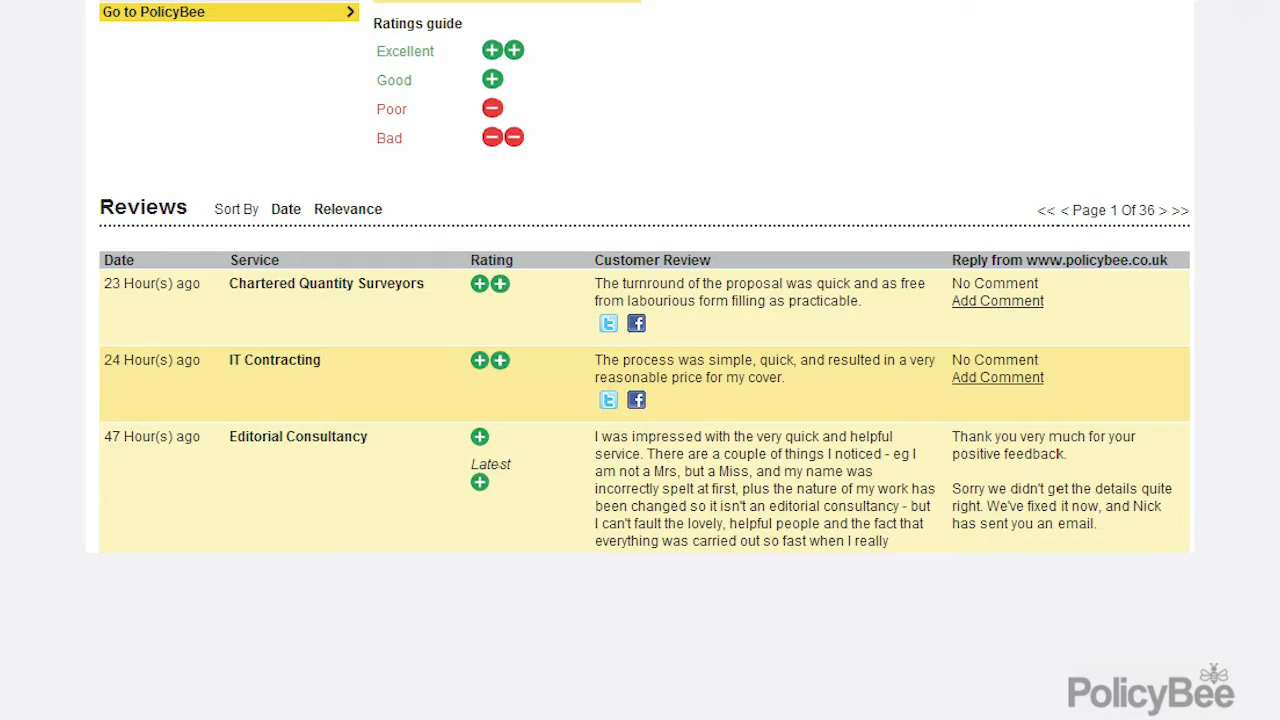 Go to PolicyBee
Ratings guide
Excellent
Good
Poor
Bad
Reviews Sort By Date Relevance << < Page 1 Of 36 > >>
Date Service Rating Customer Review Reply from www.policybee.co.uk
23 Hour(s) ago Chartered Quantity Surveyors The turnround of the proposal was quick and as free No Comment
from labourious form filling as practicable. Add Comment
24 Hour(s) ago IT Contracting The process was simple, quick, and resulted in a very No Comment
reasonable price for my cover. Add Comment
47 Hour(s) ago Editorial Consultancy I was impressed with the very quick and helpful Thank you very much for your
service. There are a couple of things I noticed - eg I positive feedback.
Latest am not a Mrs, but a Miss, and my name was
incorrectly spelt at first, plus the nature of my work has Sorry we didn't get the details quite
been changed so it isn't an editorial consultancy - but right. We've fixed it now, and Nick
I can't fault the lovely, helpful people and the fact that has sent you an email.
everything was carried out so fast when I really
PolicyBee